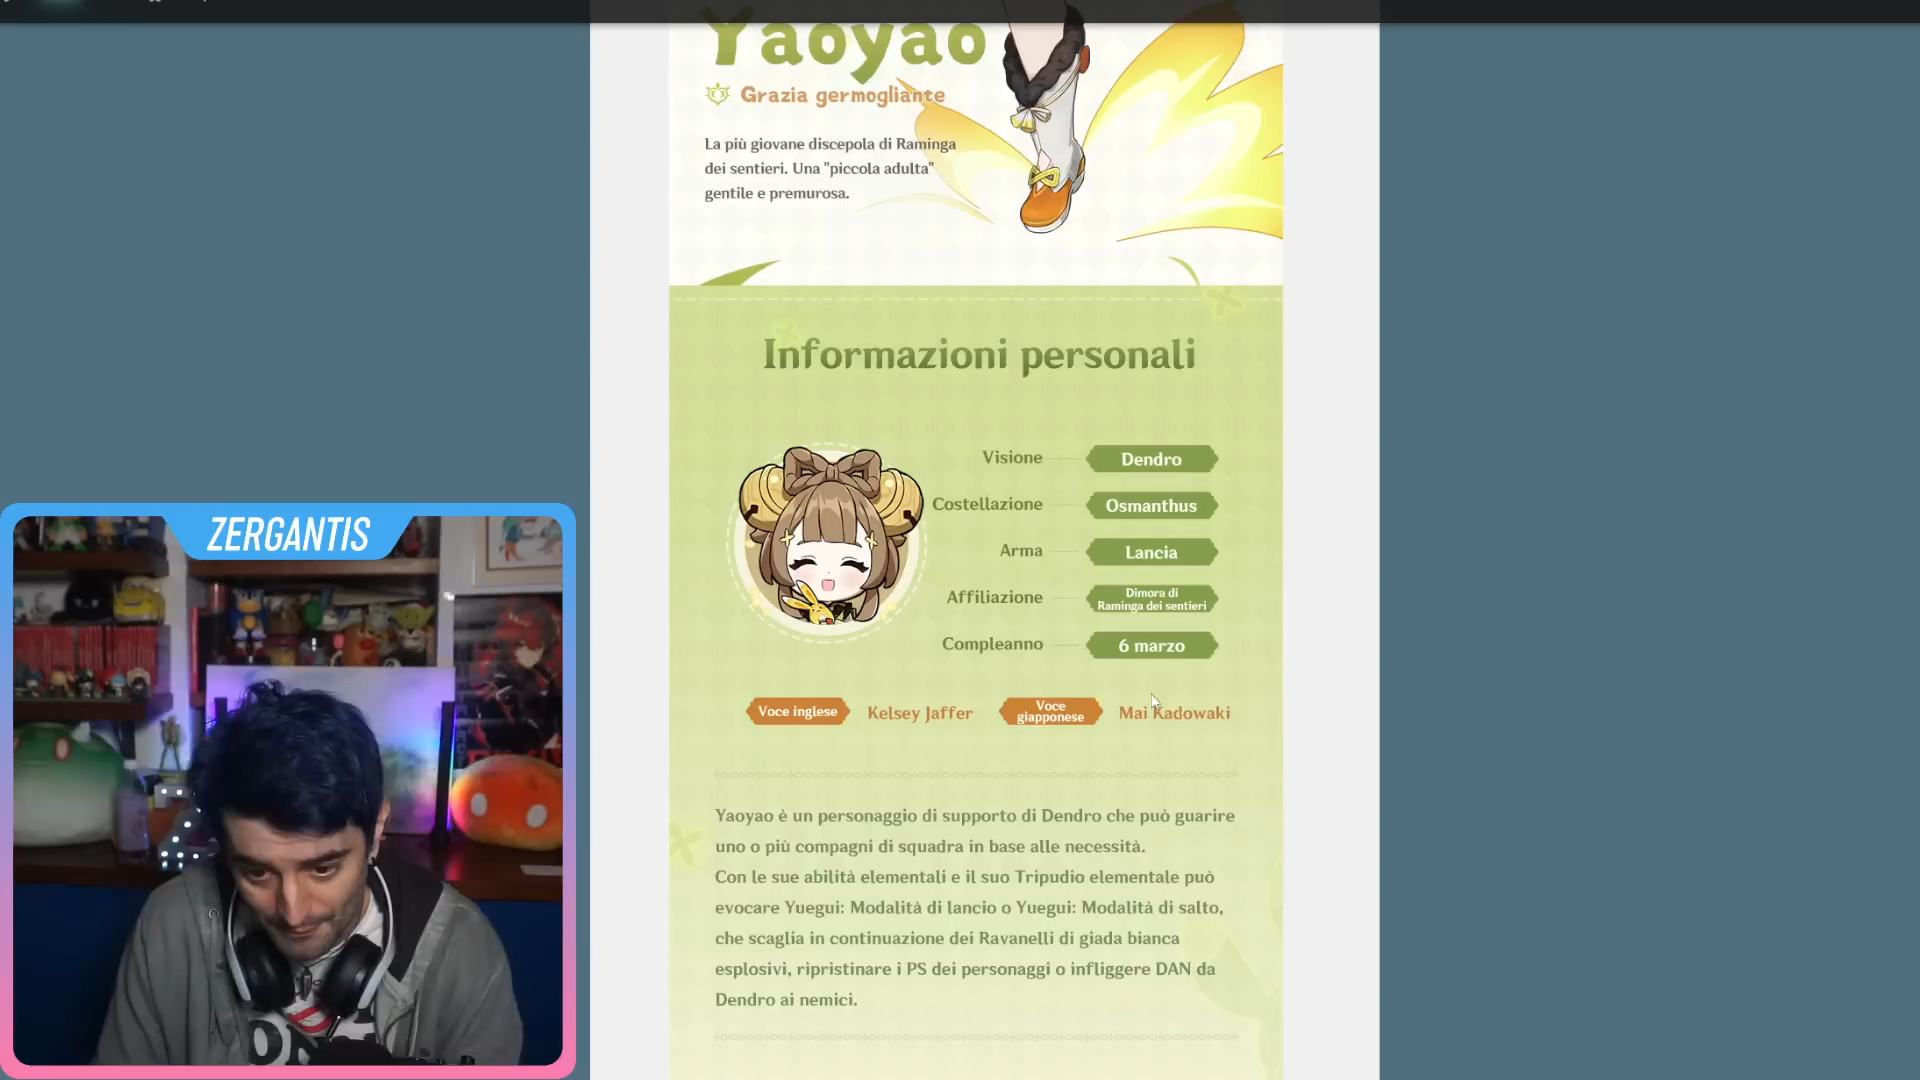 Yaoyao
Grazia germogliante
La più giovane discepola di Raminga
dei sentieri. Una "piccola adulta"
gentile e premurosa.
Informazioni personali
Visione Dendro
Costellazione Osmanthus
Arma Lancia
Affiliazione Dimora di
Raminga dei sentieri
Compleanno 6 marzo
Voce inglese Kelsey Jaffer Voce
giapponese Mai Kadowaki
Yaoyao è un personaggio di supporto di Dendro che può guarire
uno o più compagni di squadra in base alle necessità.
Con le sue abilità elementali e il suo Tripudio elementale può
evocare Yuegui: Modalità di lancio o Yuegui: Modalità di salto,
che scaglia in continuazione dei Ravanelli di giada bianca
esplosivi, ripristinare i PS dei personaggi o infliggere DAN da
Dendro ai nemici.
ZERGANTIS